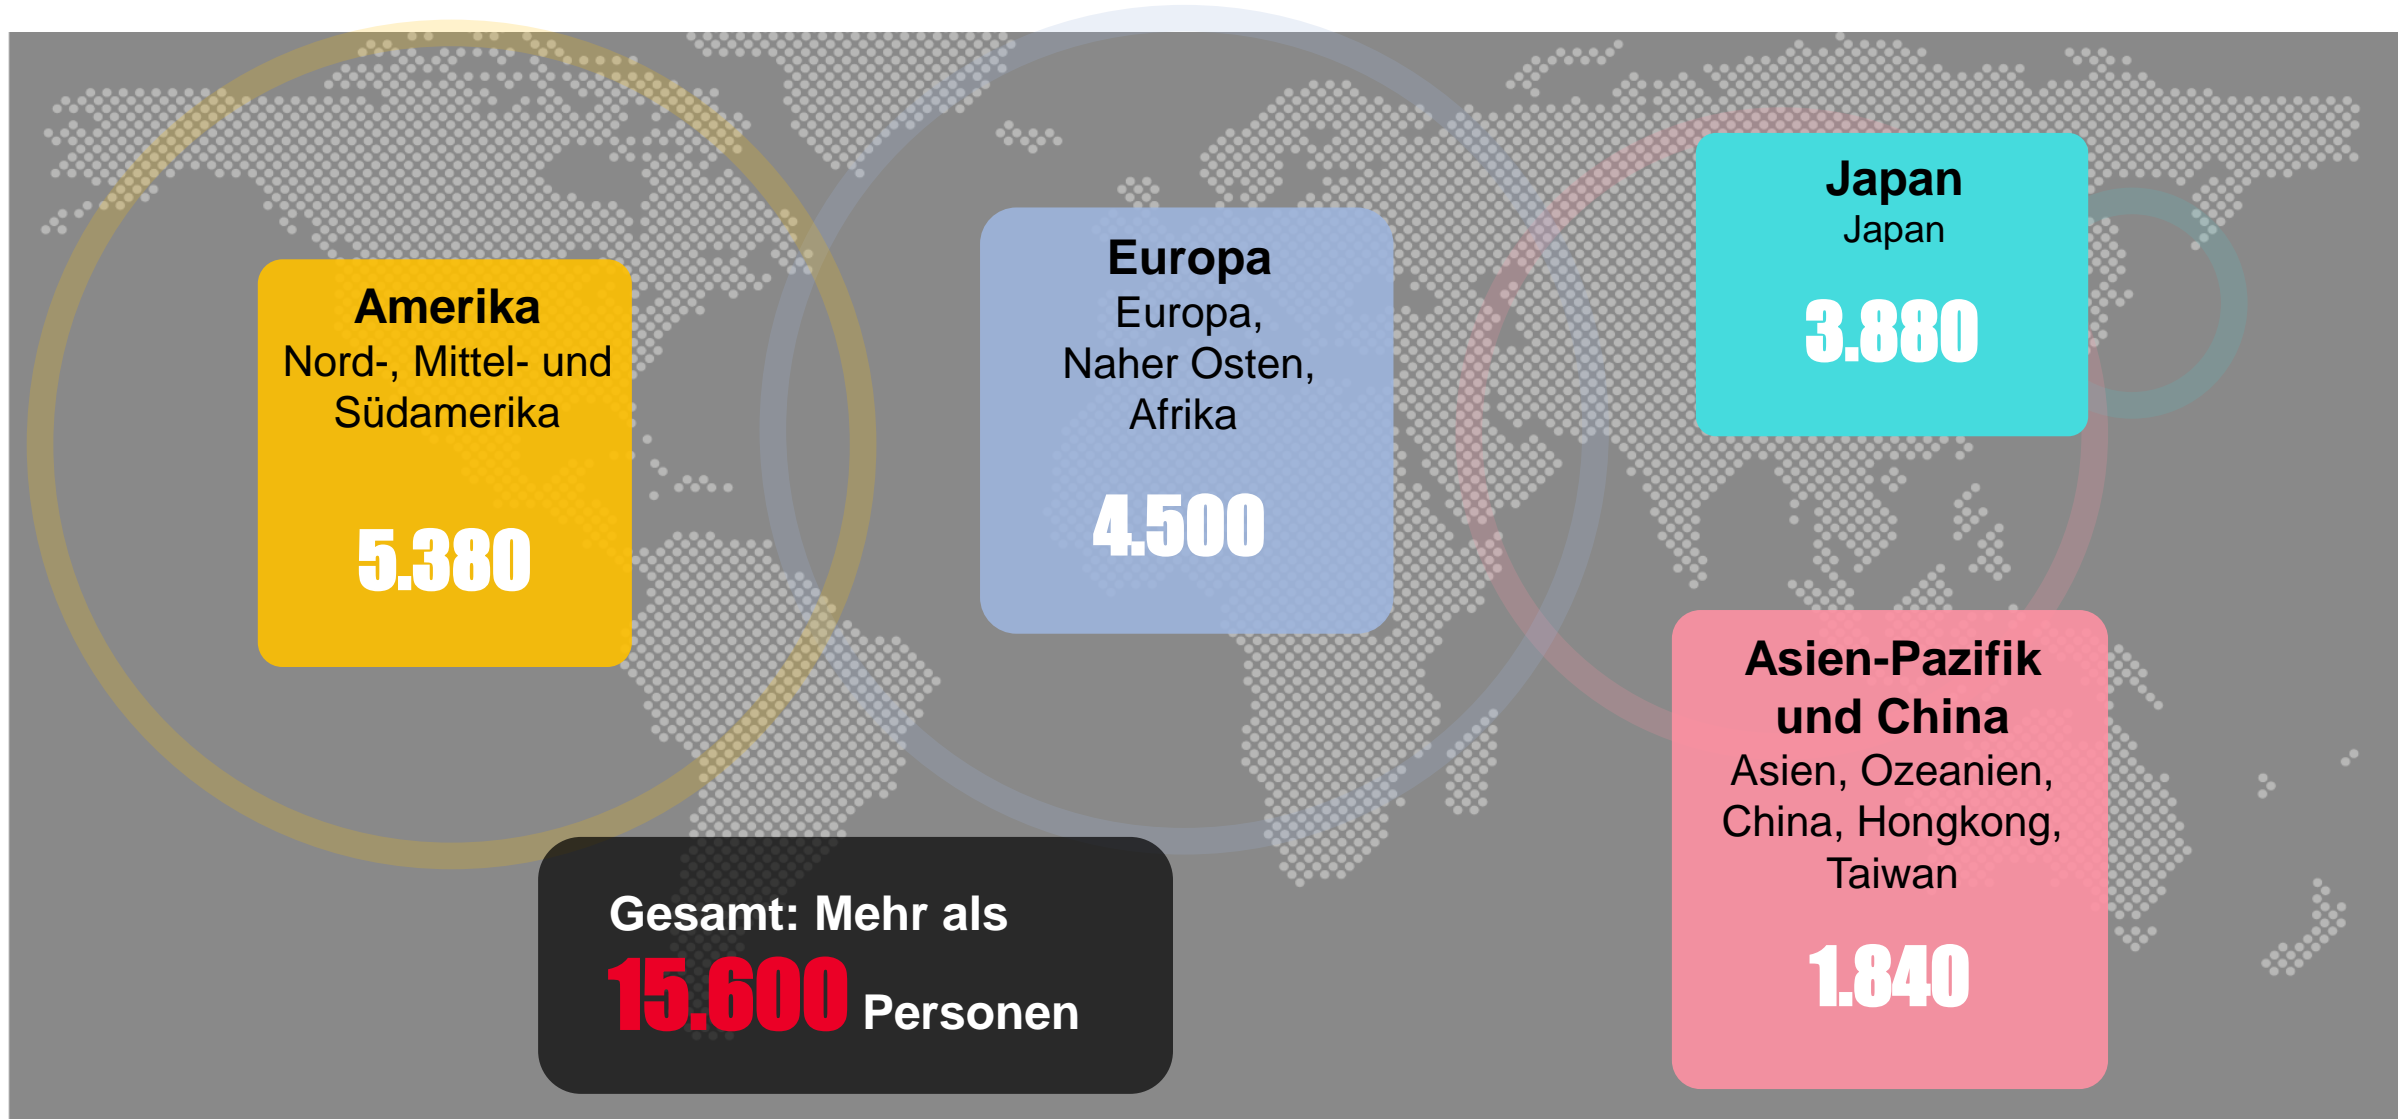 Amerika
Nord-, Mittel- und
Südamerika
5.380
Europa
Europa,
Naher Osten,
Afrika
4.500
Japan
Japan
3.880
Asien-Pazifik
und China
Asien, Ozeanien,
China, Hongkong,
Taiwan
1.840
Gesamt: Mehr als
15.600 Personen